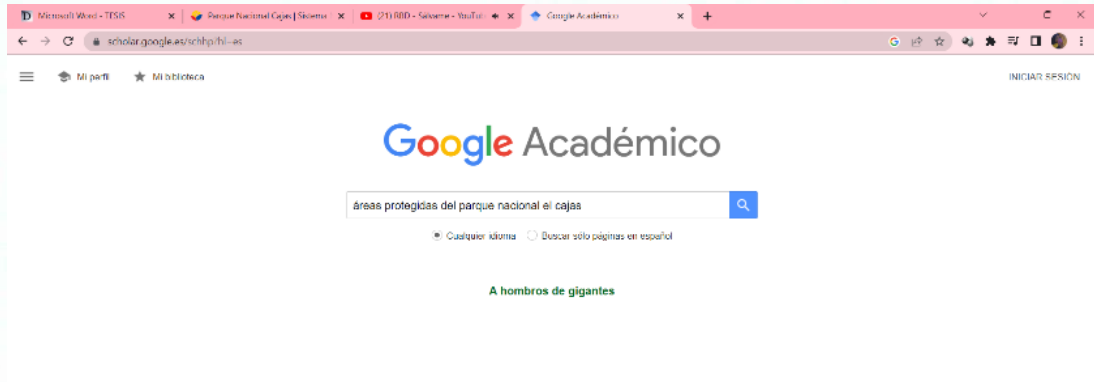 Microsoft Word - TESIS
Parque Nacional Cajas | Sistema
(21) RBD - Sálvame - YouTub
Google Académico
scholar.google.es/schhp?hl=es
Mi perfil
Mi biblioteca
INICIAR SESIÓN
Google Académico
áreas protegidas del parque nacional el cajas
Cualquier idioma
Buscar sólo páginas en español
A hombros de gigantes